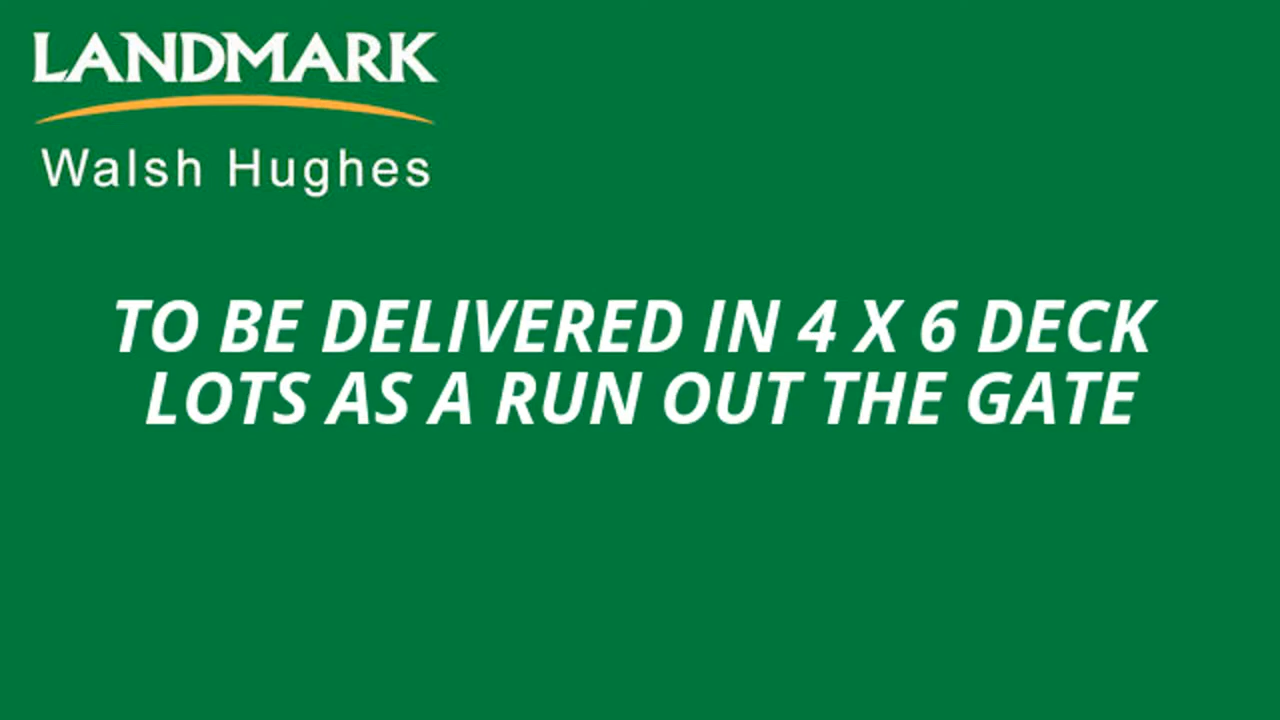 LANDMARK
Walsh Hughes
TO BE DELIVERED IN 4 X 6 DECK
LOTS AS A RUN OUT THE GATE